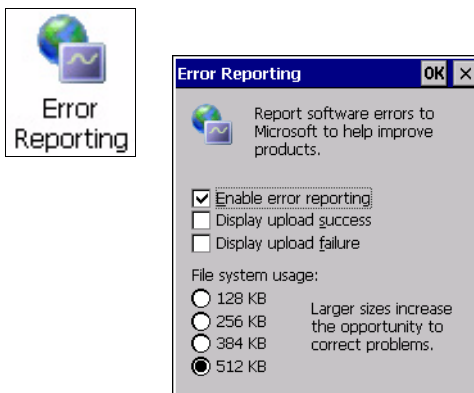 Error
Reporting
Error Reporting OK ×
Report software errors to
Microsoft to help improve
products.
Enable error reporting
Display upload success
Display upload failure
File system usage:
128 KB
256 KB
384 KB
512 KB
Larger sizes increase
the opportunity to
correct problems.